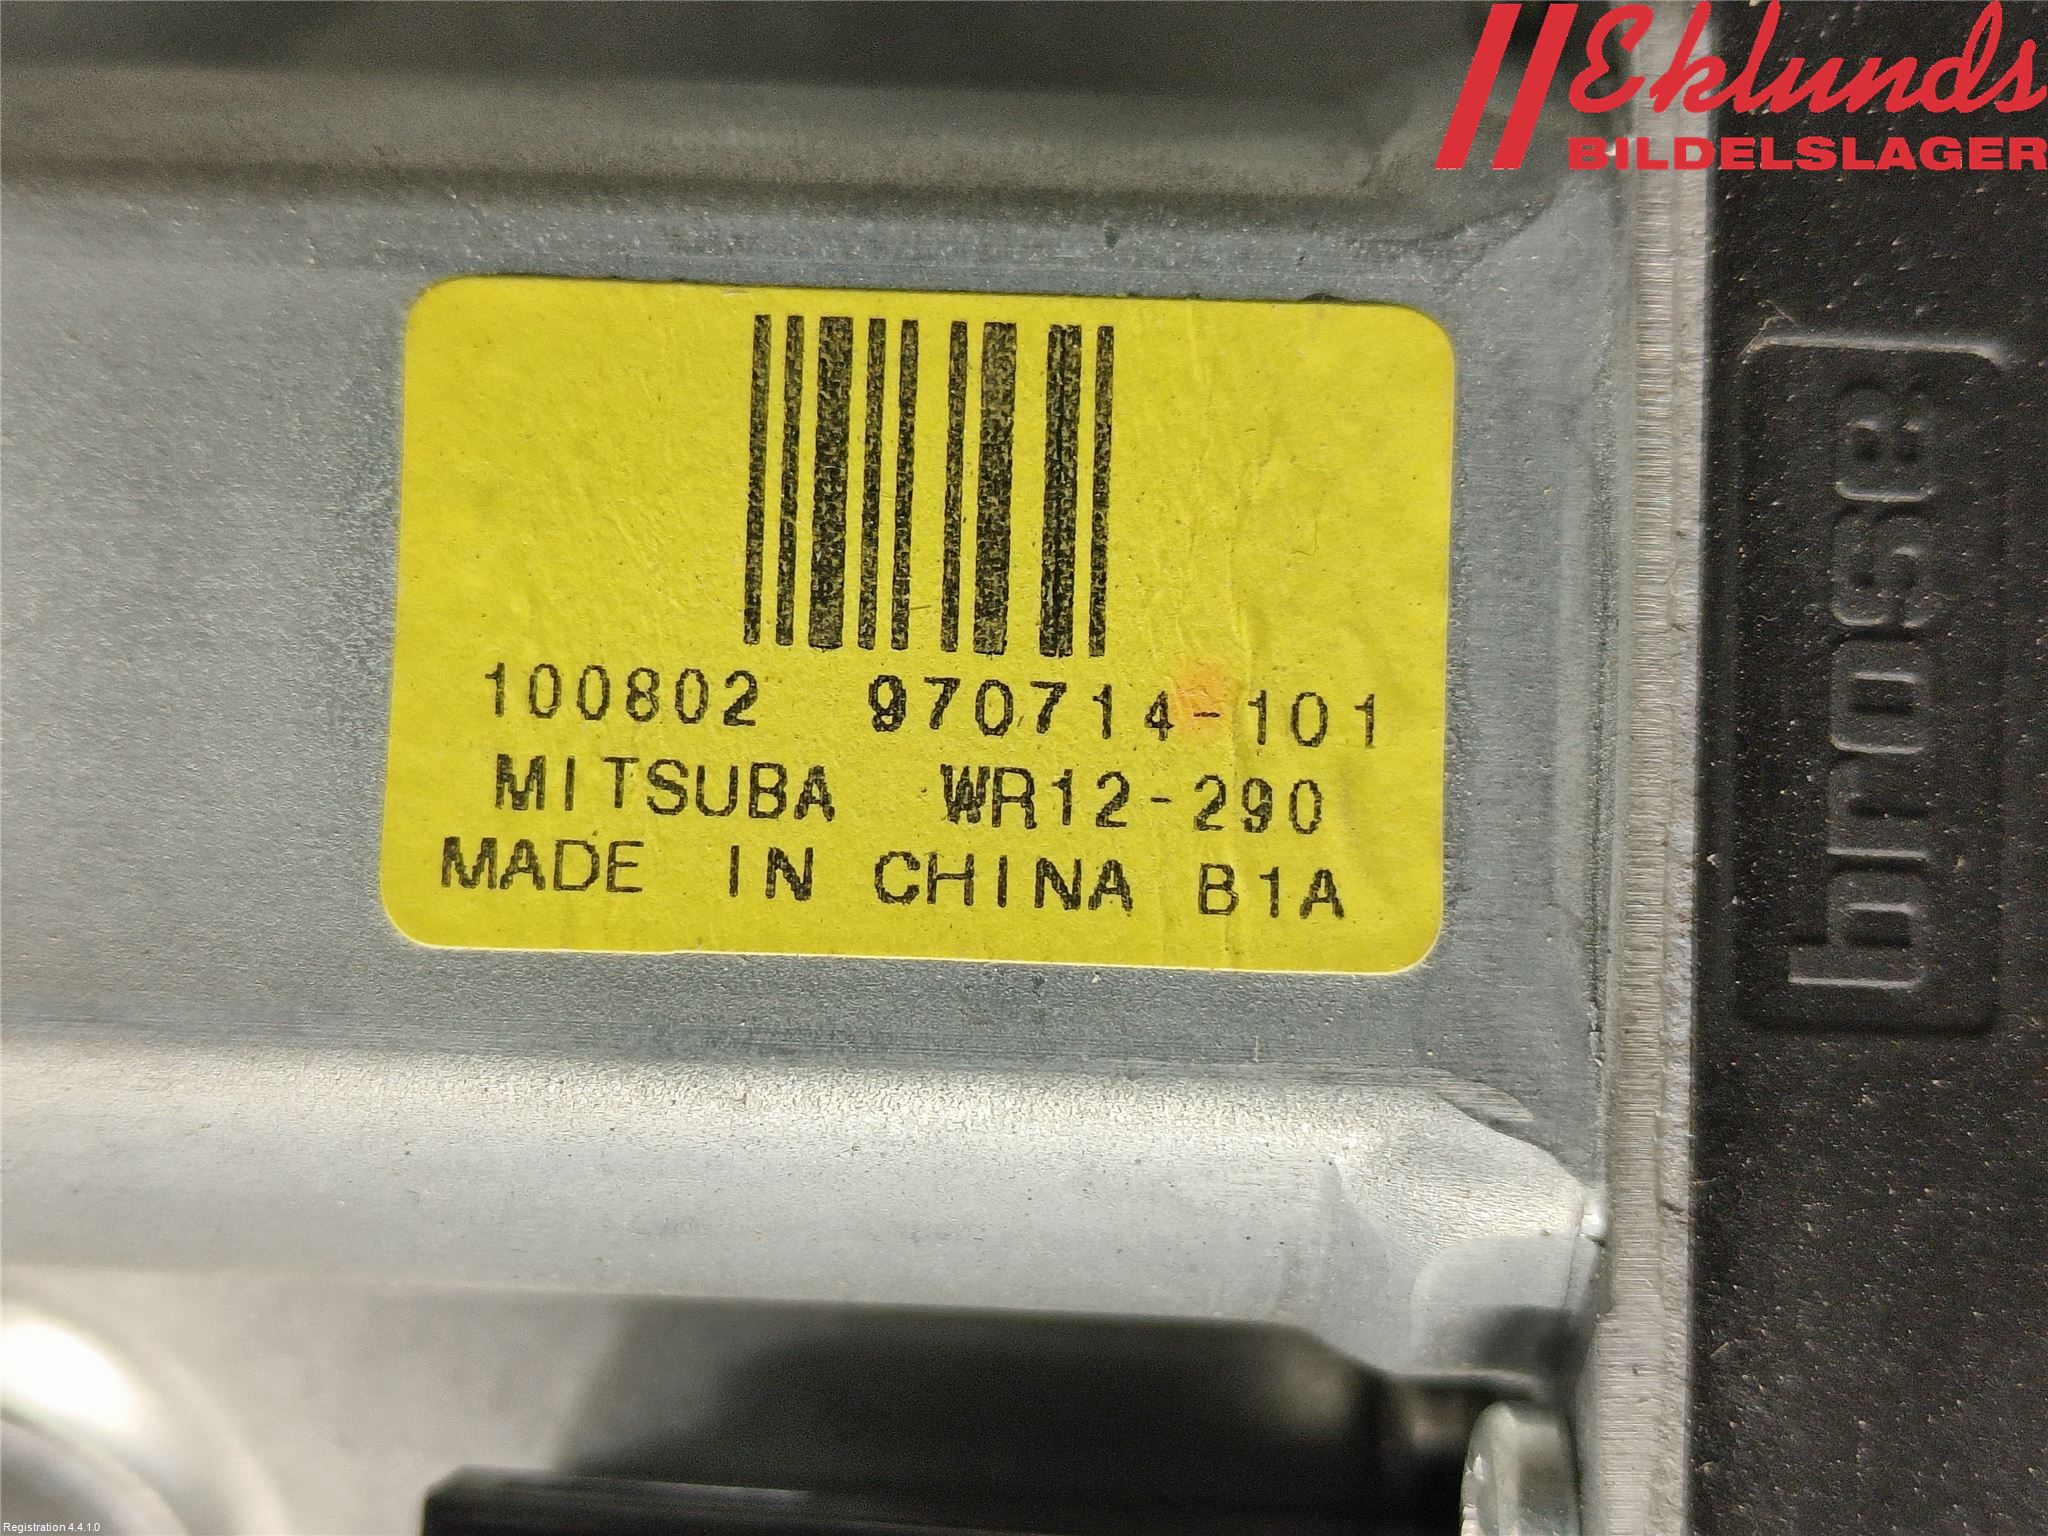 Eklunds
BILDELSLAGER
100802 970714-101
MITSUBA WR12-290
MADE IN CHINA B1A
brose
Registration 4.4.1.0